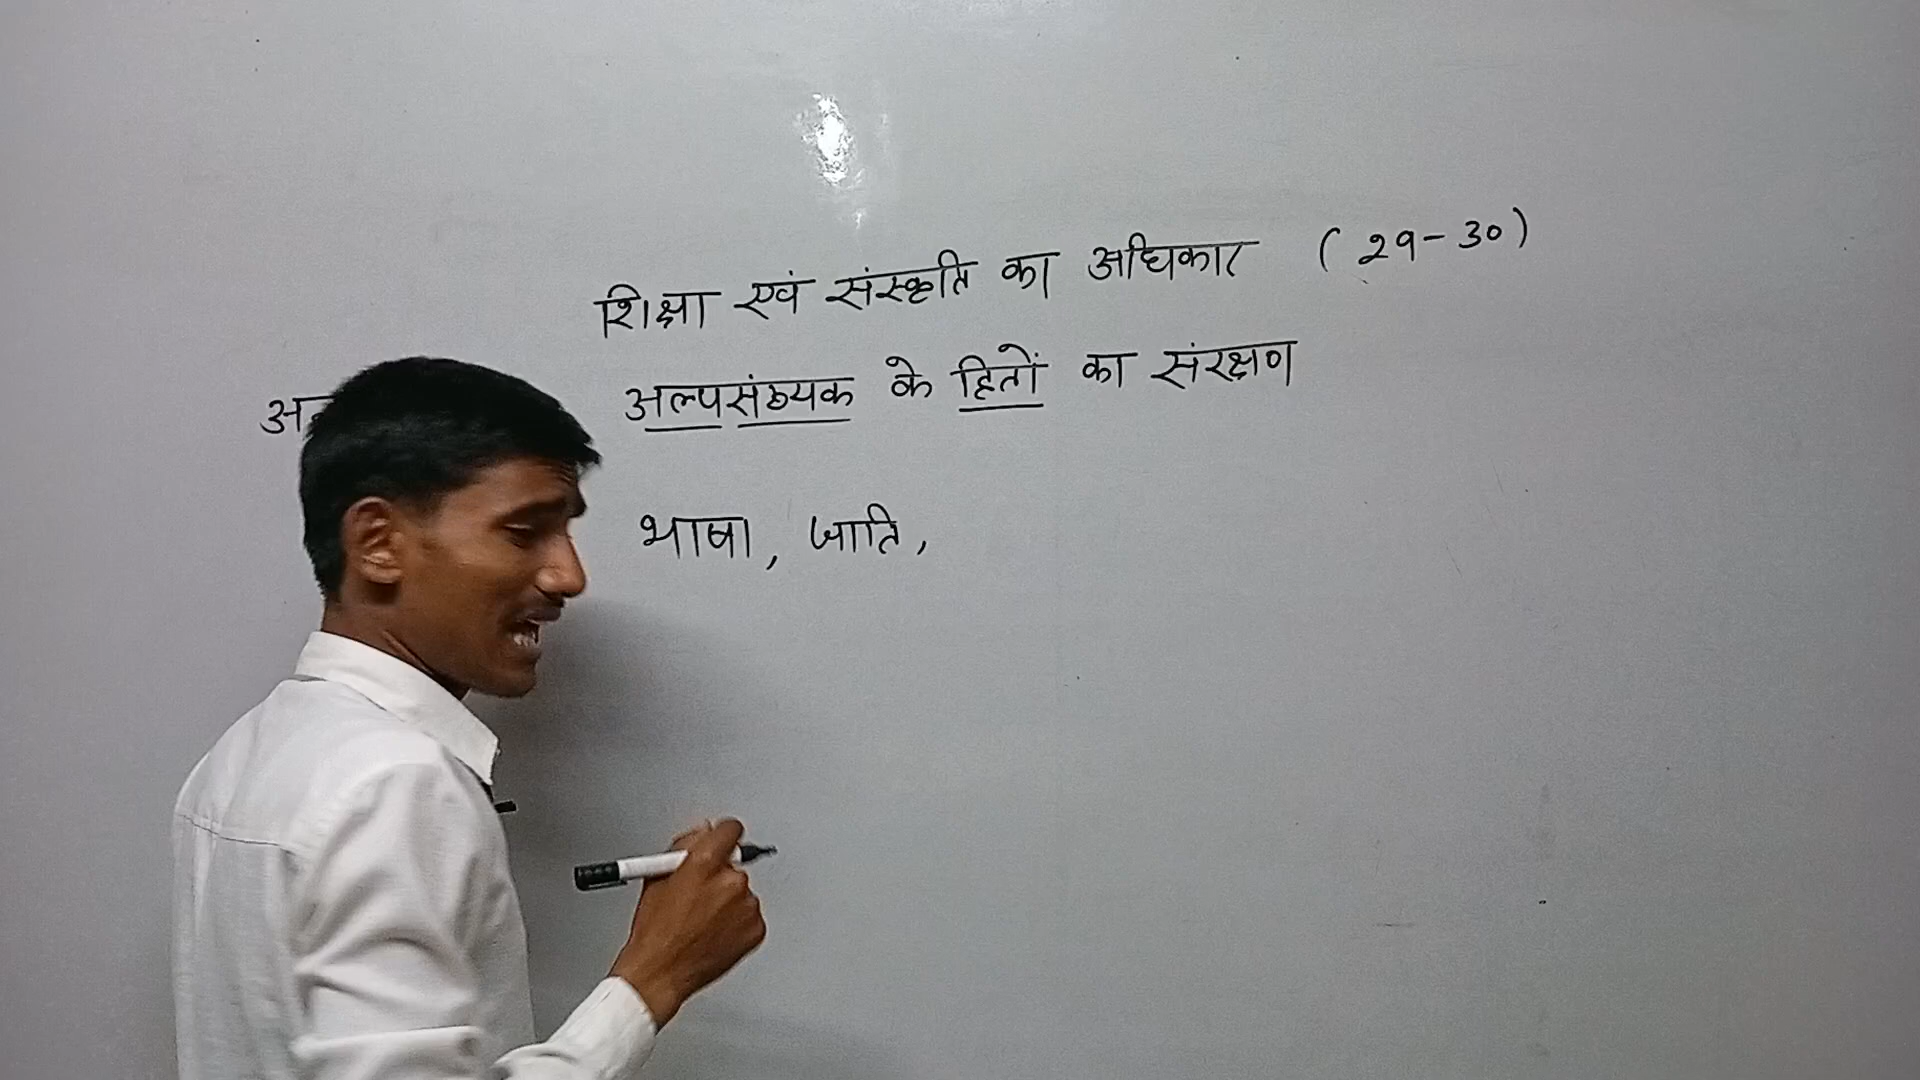 शिक्षा एवं संस्कृति का अधिकार (29-30)
अल्पसंख्यक के हितों का संरक्षण
भाषा, जाति,